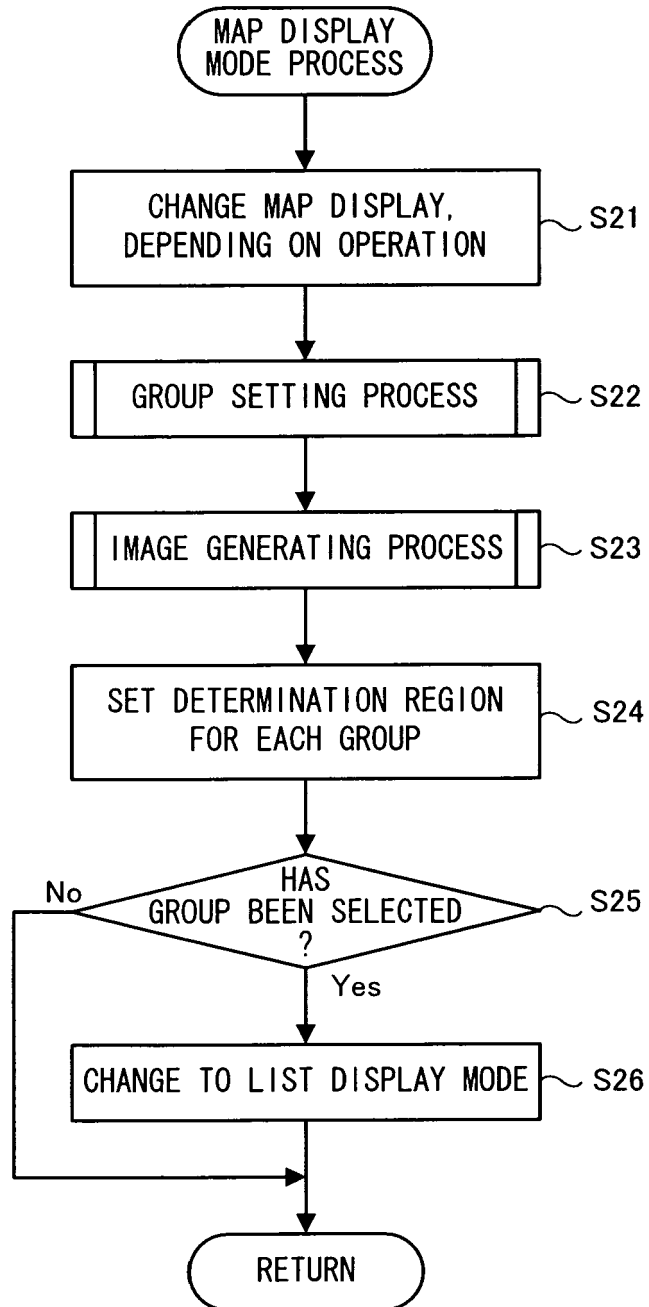 MAP DISPLAY
MODE PROCESS
CHANGE MAP DISPLAY,
DEPENDING ON OPERATION
S21
GROUP SETTING PROCESS
S22
IMAGE GENERATING PROCESS
S23
SET DETERMINATION REGION
FOR EACH GROUP
S24
HAS
GROUP BEEN SELECTED
?
S25
No
Yes
CHANGE TO LIST DISPLAY MODE
S26
RETURN